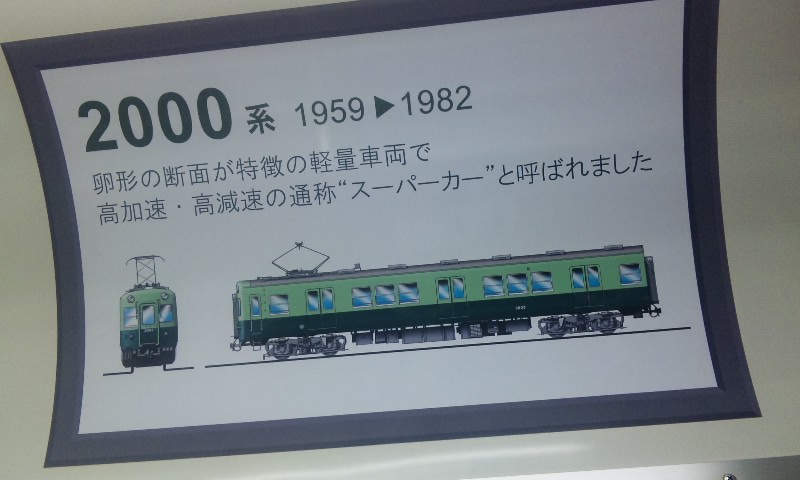 2000系 1959▶1982
卵形の断面が特徴の軽量車両で
高加速・高減速の通称“スーパーカー”と呼ばれました